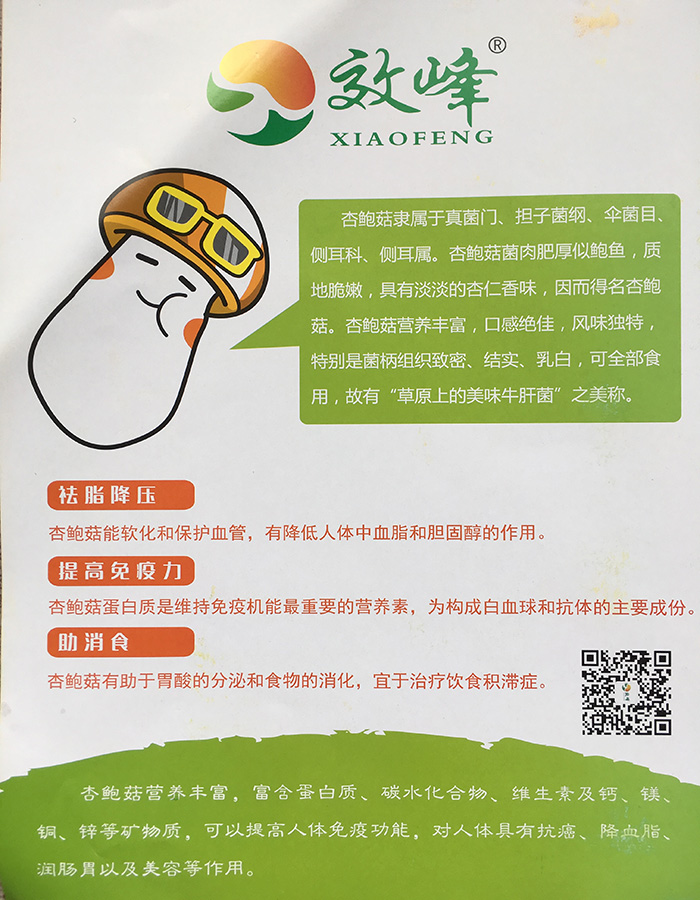 效峰®
XIAOFENG
杏鲍菇隶属于真菌门、担子菌纲、伞菌目、
侧耳科、侧耳属。杏鲍菇菌肉肥厚似鲍鱼，质
地脆嫩，具有淡淡的杏仁香味，因而得名杏鲍
菇。杏鲍菇营养丰富，口感绝佳，风味独特，
特别是菌柄组织致密、结实、乳白，可全部食
用，故有“草原上的美味牛肝菌”之美称。
祛脂降压
杏鲍菇能软化和保护血管，有降低人体中血脂和胆固醇的作用。
提高免疫力
杏鲍菇蛋白质是维持免疫机能最重要的营养素，为构成白血球和抗体的主要成份。
助消食
杏鲍菇有助于胃酸的分泌和食物的消化，宜于治疗饮食积滞症。
杏鲍菇营养丰富，富含蛋白质、碳水化合物、维生素及钙、镁、
铜、锌等矿物质，可以提高人体免疫功能，对人体具有抗癌、降血脂、
润肠胃以及美容等作用。